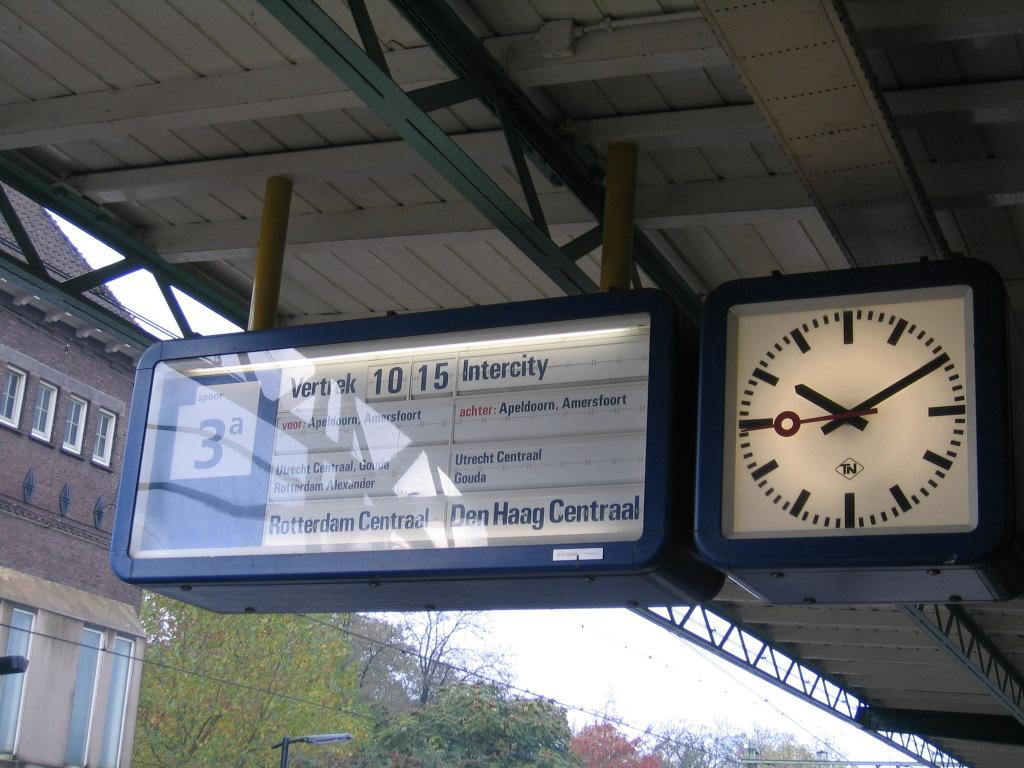 spoor
3a
Vertrek 10 15 Intercity
voor: Apeldoorn, Amersfoort
achter: Apeldoorn, Amersfoort
Utrecht Centraal, Gouda
Rotterdam Alexander
Utrecht Centraal
Gouda
Rotterdam Centraal
Den Haag Centraal
TN